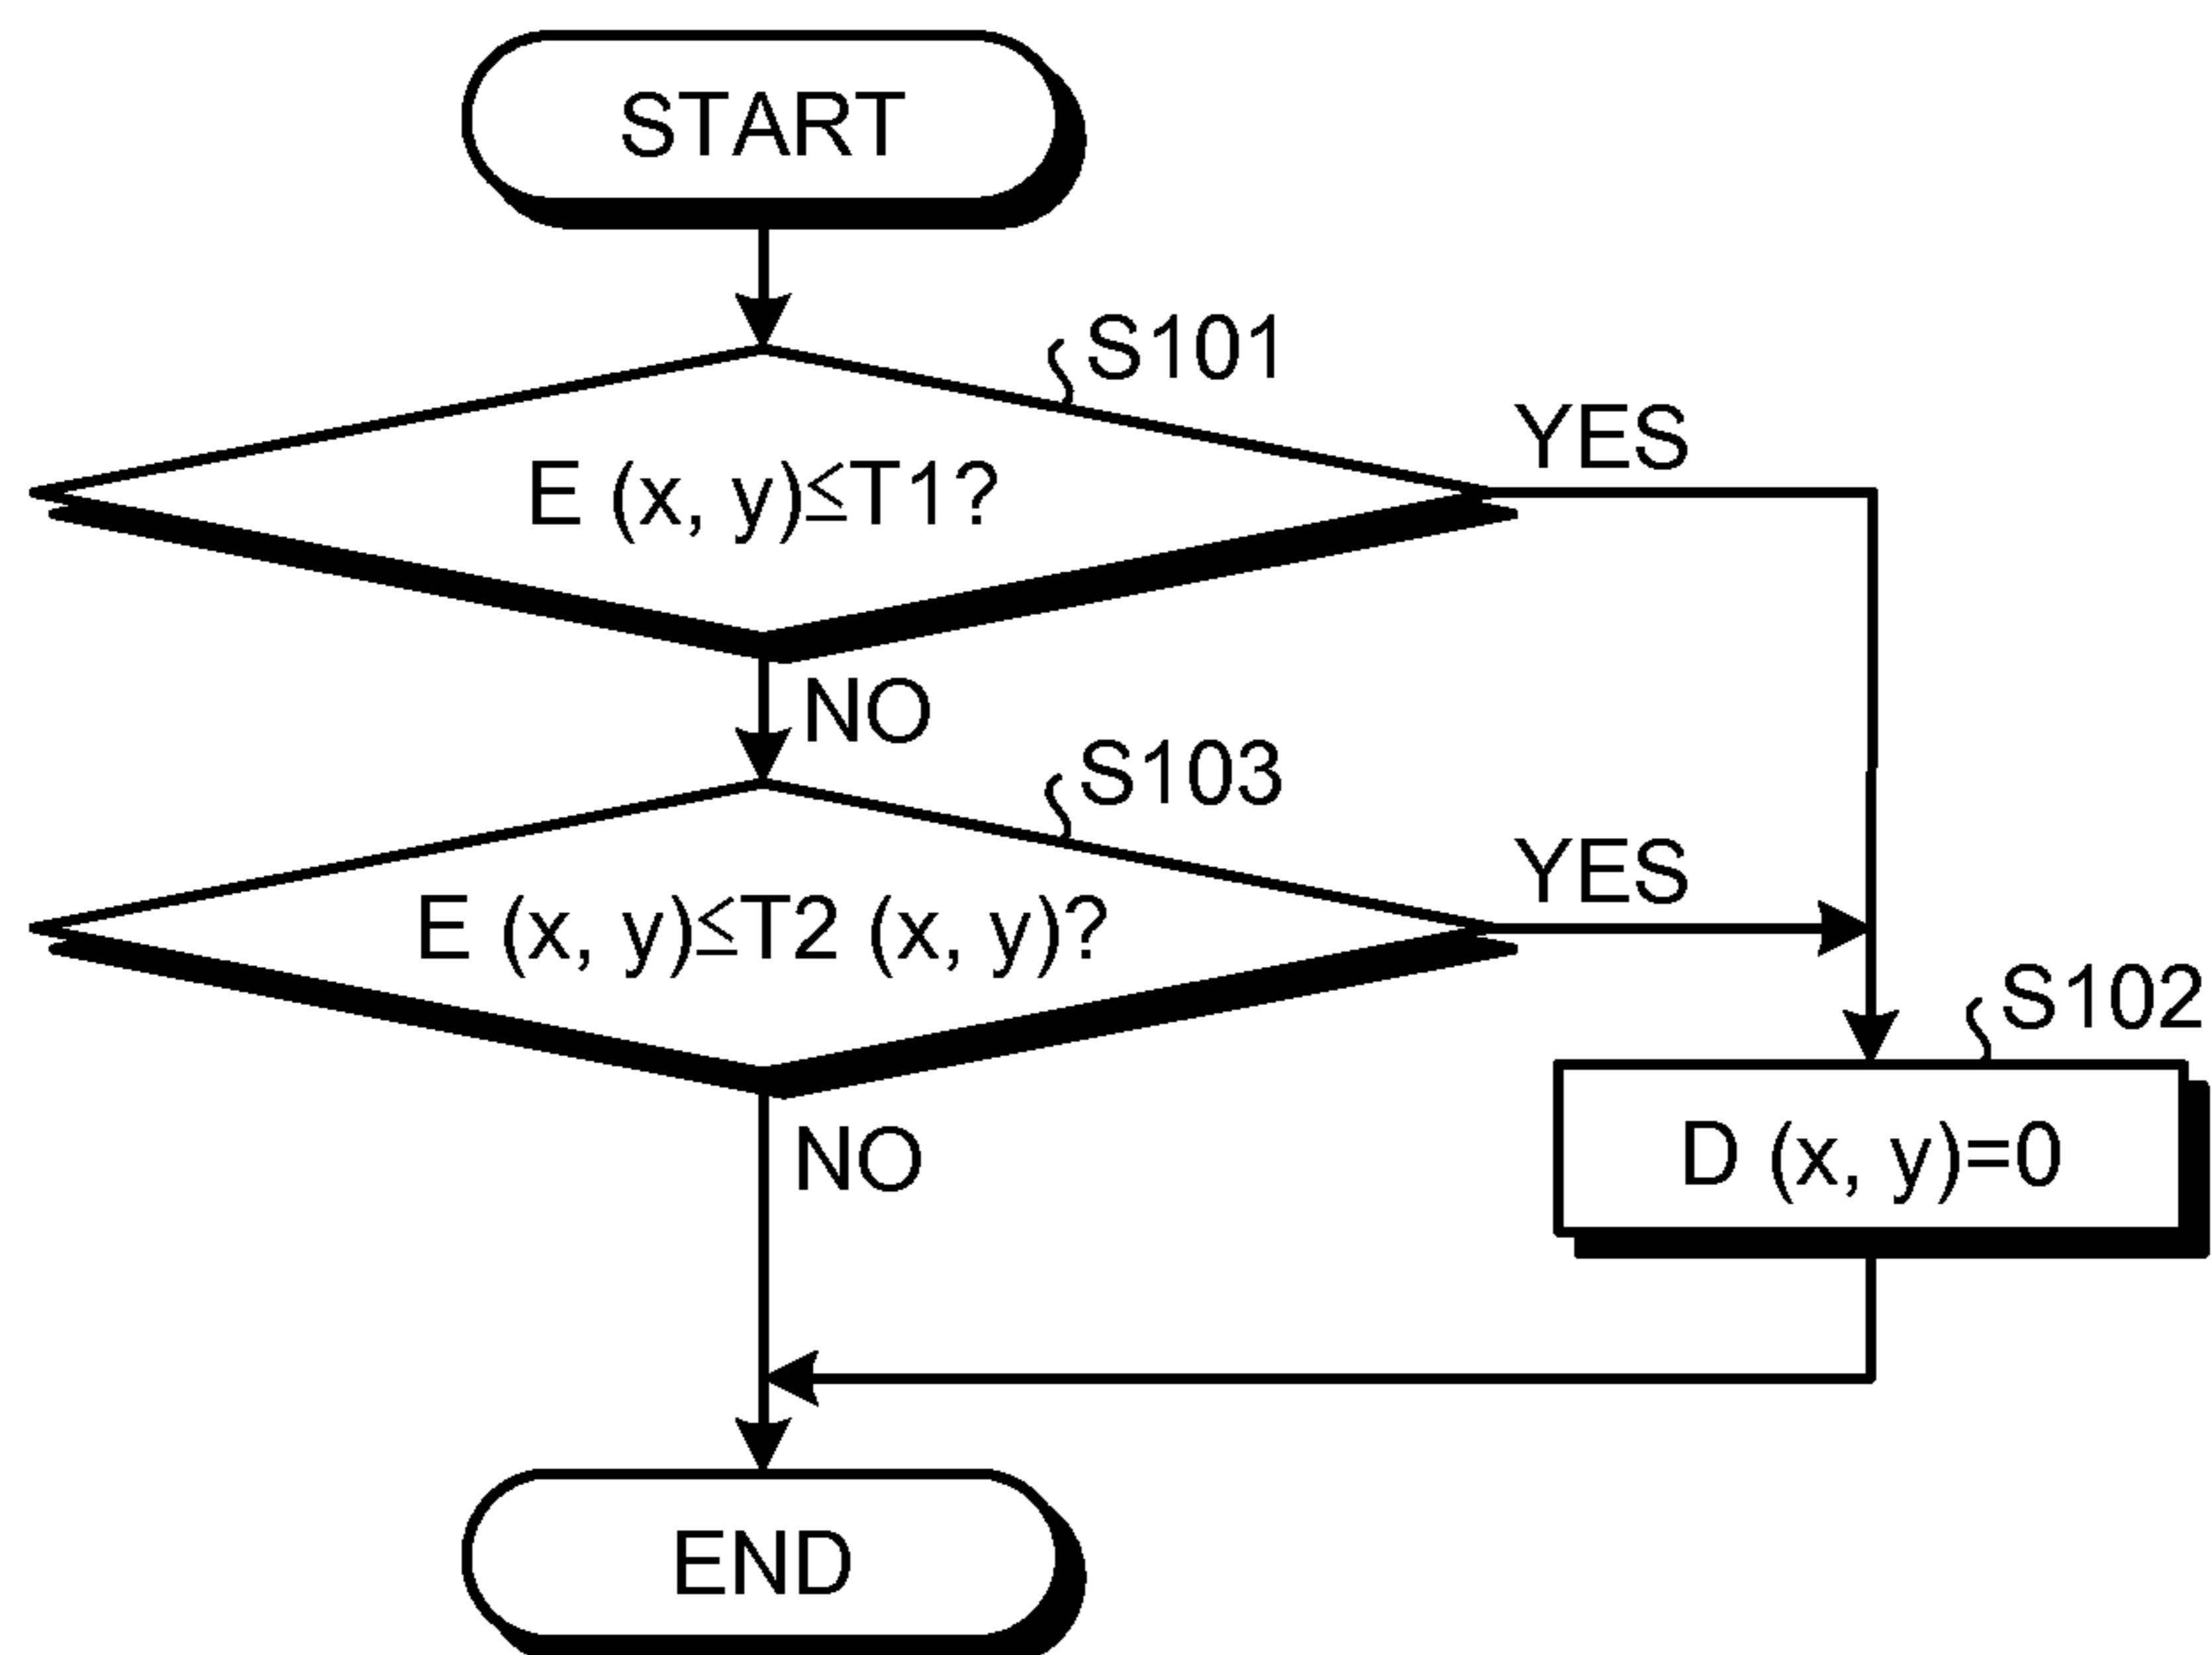 START
S101
YES
E (x, y)≤T1?
NO
S103
YES
E (x, y)≤T2 (x, y)?
S102
NO
D (x, y)=0
END